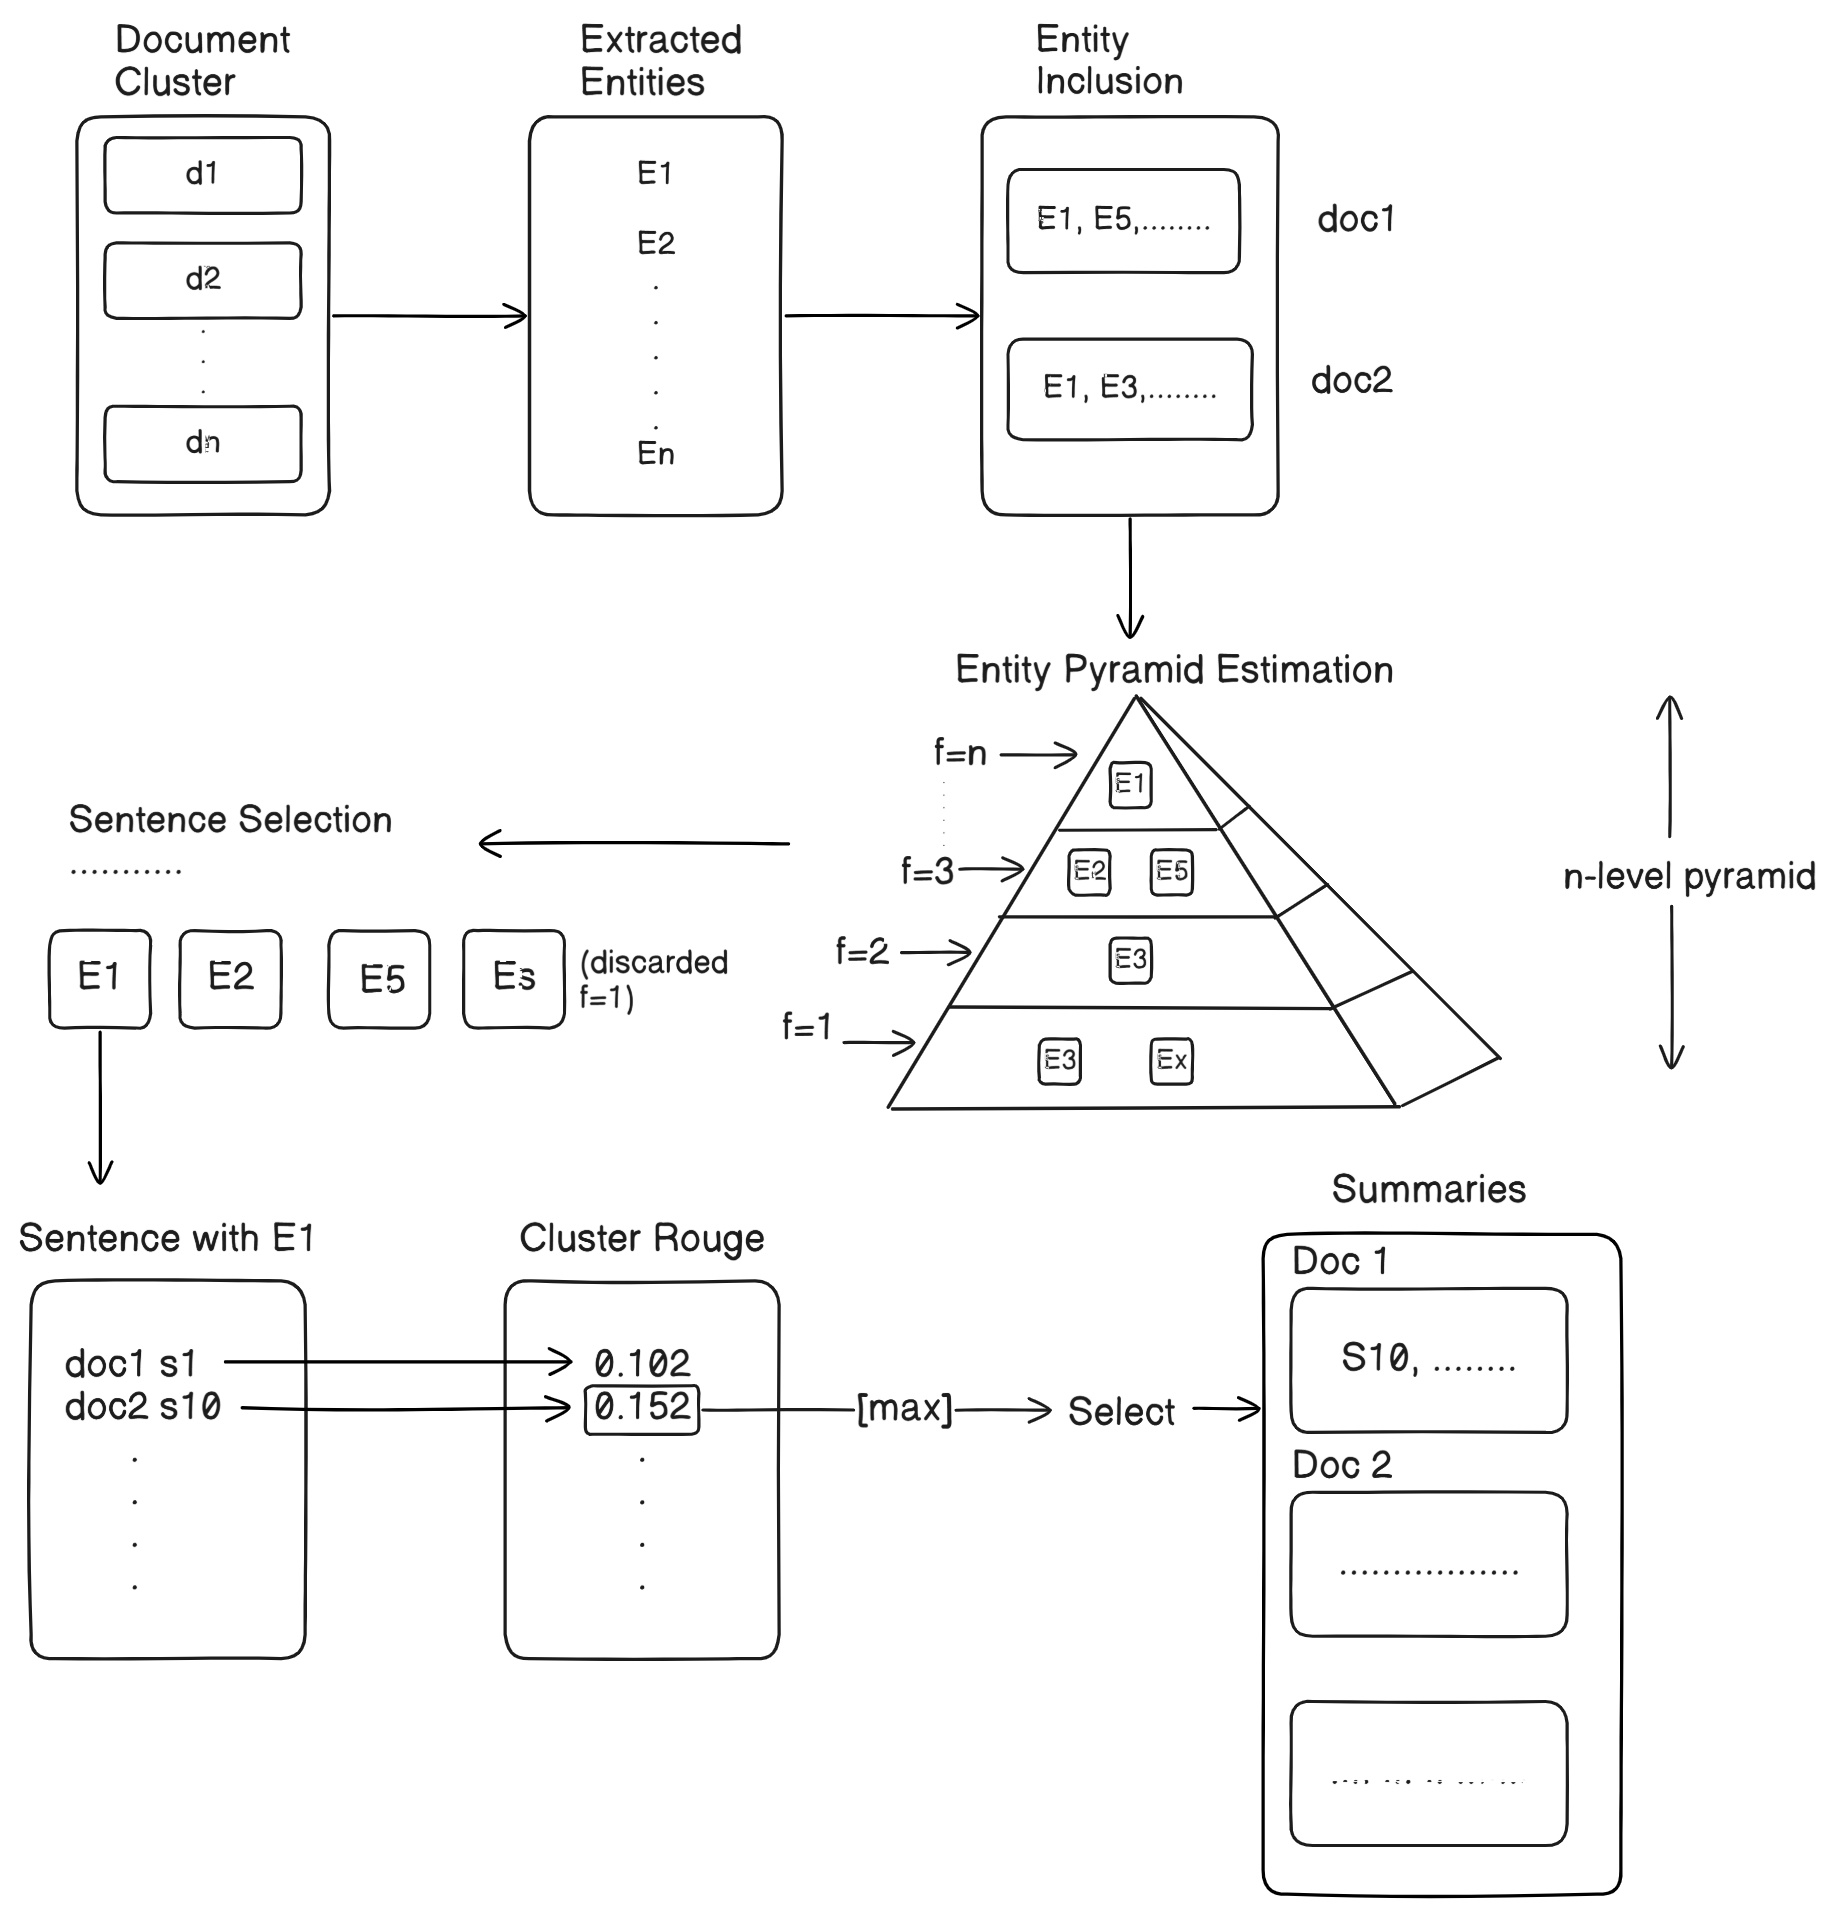 Document
Cluster
d1
d2
dn
Extracted
Entities
E1
E2
En
Entity
Inclusion
E1, E5,........
doc1
E1, E3,........
doc2
Entity Pyramid Estimation
f=n
E1
f=3
E2 E5
f=2
E3
f=1
E3 Ex
n-level pyramid
Sentence Selection
...........
E1 E2 E5 Es
(discarded
f=1)
Sentence with E1
doc1 s1
doc2 s10
Cluster Rouge
0.102
0.152
[max]
Select
Summaries
Doc 1
S10, ........
Doc 2
.................